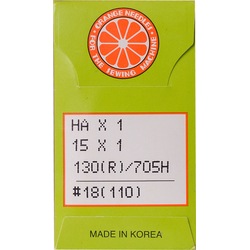 ORANGE NEEDLES
FOR THE SEWING MACHINE
HA X 1
15 X 1
130(R)/705H
#18(110)
MADE IN KOREA